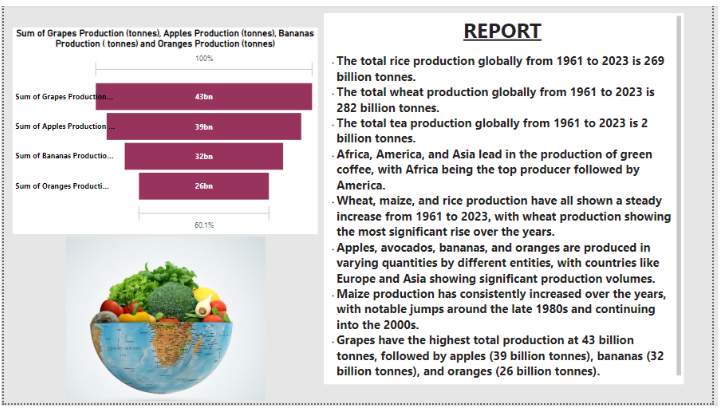 Sum of Grapes Production (tonnes), Apples Production (tonnes), Bananas
Production ( tonnes) and Oranges Production (tonnes)
100%
Sum of Grapes Production...
43bn
Sum of Apples Production ...
39bn
Sum of Bananas Productio...
32bn
Sum of Oranges Producti...
26bn
60.1%
REPORT
· The total rice production globally from 1961 to 2023 is 269
billion tonnes.
· The total wheat production globally from 1961 to 2023 is
282 billion tonnes.
· The total tea production globally from 1961 to 2023 is 2
billion tonnes.
· Africa, America, and Asia lead in the production of green
coffee, with Africa being the top producer followed by
America.
· Wheat, maize, and rice production have all shown a steady
increase from 1961 to 2023, with wheat production showing
the most significant rise over the years.
· Apples, avocados, bananas, and oranges are produced in
varying quantities by different entities, with countries like
Europe and Asia showing significant production volumes.
· Maize production has consistently increased over the years,
with notable jumps around the late 1980s and continuing
into the 2000s.
· Grapes have the highest total production at 43 billion
tonnes, followed by apples (39 billion tonnes), bananas (32
billion tonnes), and oranges (26 billion tonnes).